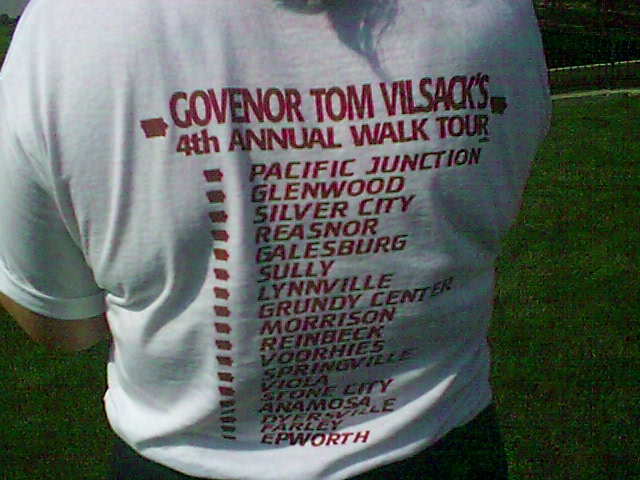 GOVENOR TOM VILSACK'S
4th ANNUAL WALK TOUR
PACIFIC JUNCTION
GLENWOOD
SILVER CITY
REASNOR
GALESBURG
SULLY
LYNNVILLE
GRUNDY CENTER
MORRISON
REINBECK
VOORHIES
SPRINGVILLE
VIOLA
STONE CITY
ANAMOSA
DYERSVILLE
FARLEY
EPWORTH